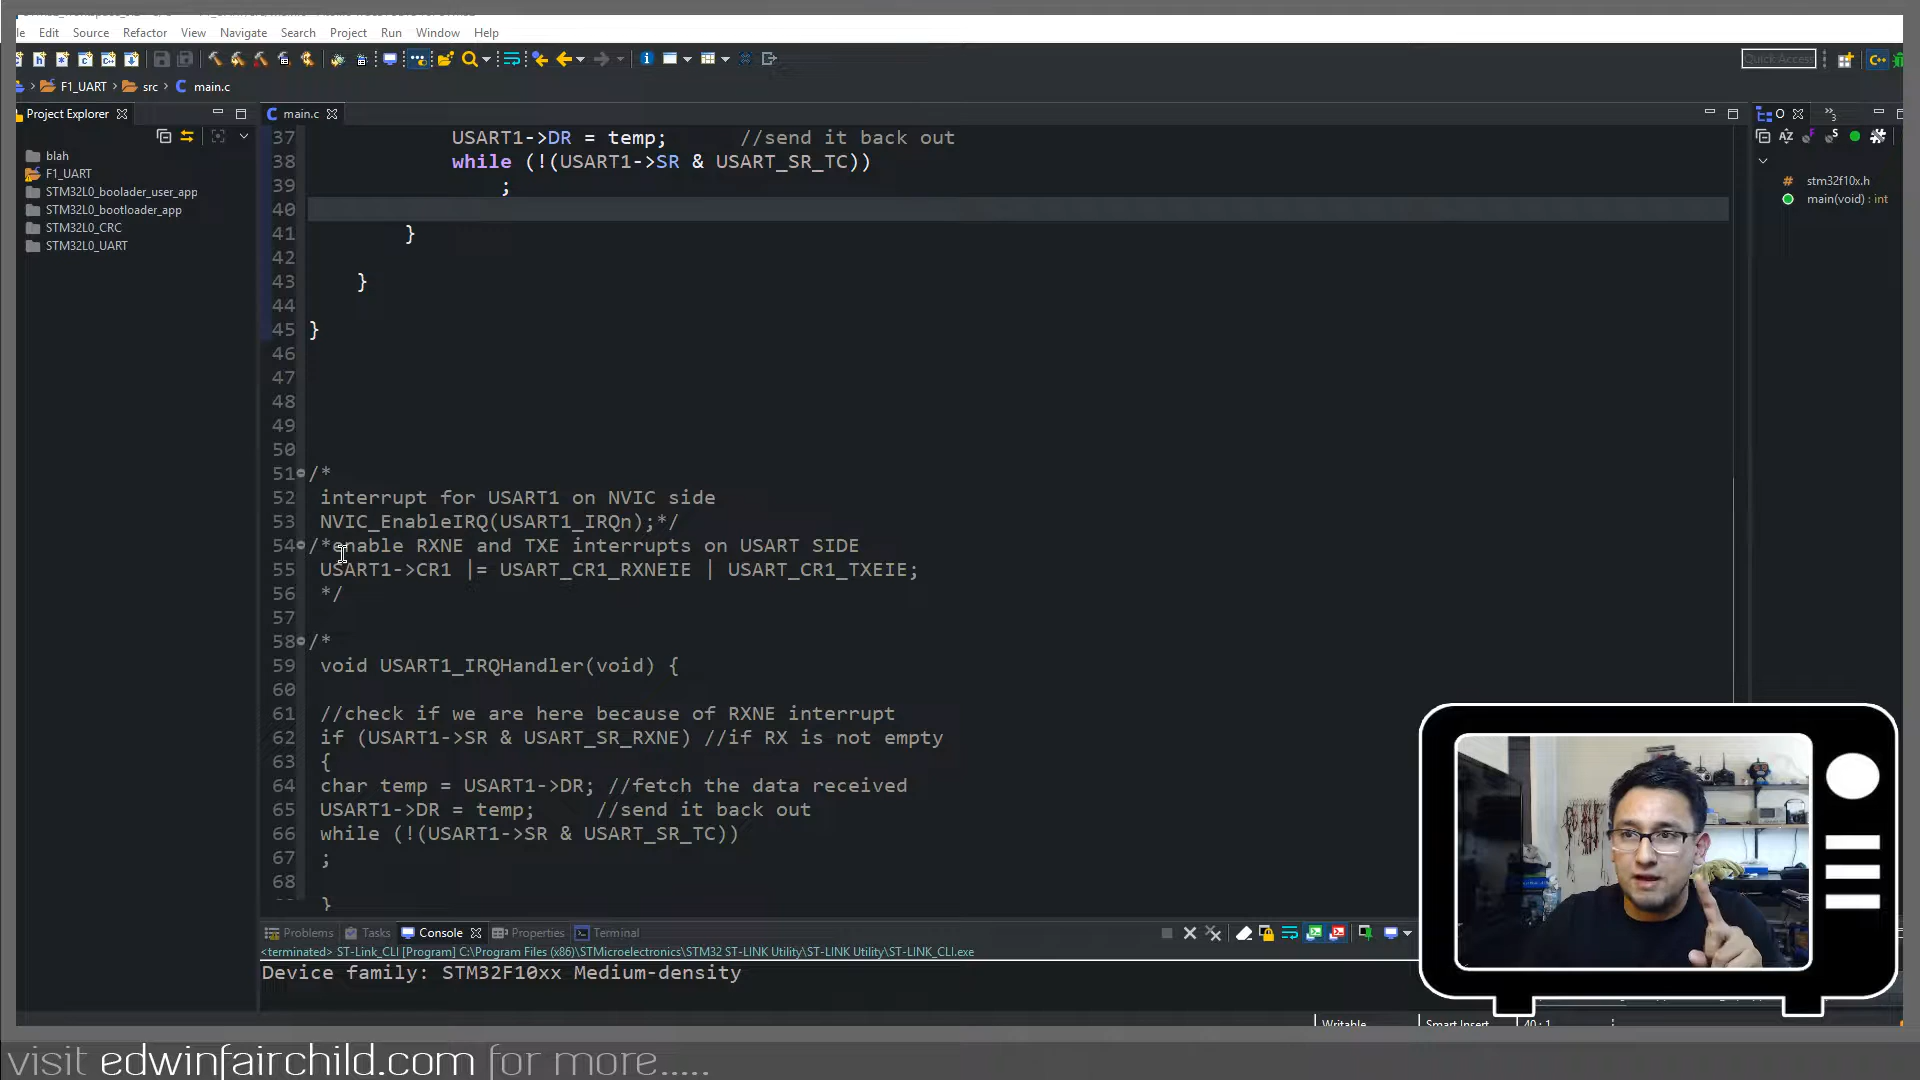 le Edit Source Refactor View Navigate Search Project Run Window Help
Quick Access
F1_UART src main.c
Project Explorer
main.c
blah
F1_UART
STM32L0_boolader_user_app
STM32L0_bootloader_app
STM32L0_CRC
STM32L0_UART
37 USART1->DR = temp; //send it back out
38 while (!(USART1->SR & USART_SR_TC))
39 ;
40
41 }
42
43 }
44
45 }
46
47
48
49
50
51 /*
52 interrupt for USART1 on NVIC side
53 NVIC_EnableIRQ(USART1_IRQn);*/
54 /*enable RXNE and TXE interrupts on USART SIDE
55 USART1->CR1 |= USART_CR1_RXNEIE | USART_CR1_TXEIE;
56 */
57
58 /*
59 void USART1_IRQHandler(void) {
60
61 //check if we are here because of RXNE interrupt
62 if (USART1->SR & USART_SR_RXNE) //if RX is not empty
63 {
64 char temp = USART1->DR; //fetch the data received
65 USART1->DR = temp; //send it back out
66 while (!(USART1->SR & USART_SR_TC))
67 ;
68
}
O
3
stm32f10x.h
main(void) : int
Problems Tasks Console Properties Terminal
<terminated> ST-Link_CLI [Program] C:\Program Files (x86)\STMicroelectronics\STM32 ST-LINK Utility\ST-LINK Utility\ST-LINK_CLI.exe
Device family: STM32F10xx Medium-density
Writable Smart Insert 40 : 1
visit edwinfairchild.com for more.....